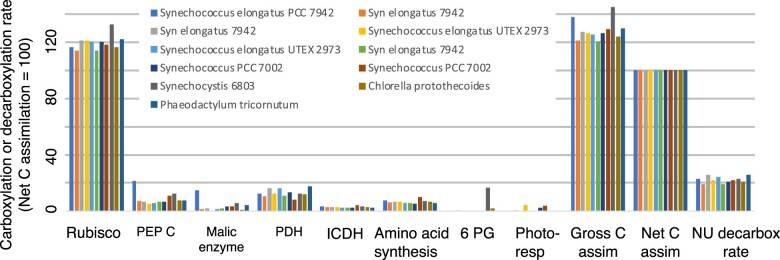 Carboxylation or decarboxylation rate
(Net C assimilation = 100)
120
80
40
0
Synechococcus elongatus PCC 7942
Syn elongatus 7942
Syn elongatus 7942
Synechococcus elongatus UTEX 2973
Synechococcus elongatus UTEX 2973
Syn elongatus 7942
Synechococcus PCC 7002
Synechococcus PCC 7002
Synechocystis 6803
Chlorella protothecoides
Phaeodactylum tricornutum
Rubisco
PEP C
Malic
enzyme
PDH
ICDH
Amino acid
synthesis
6 PG
Photo-
resp
Gross C
assim
Net C
assim
NU decarbox
rate